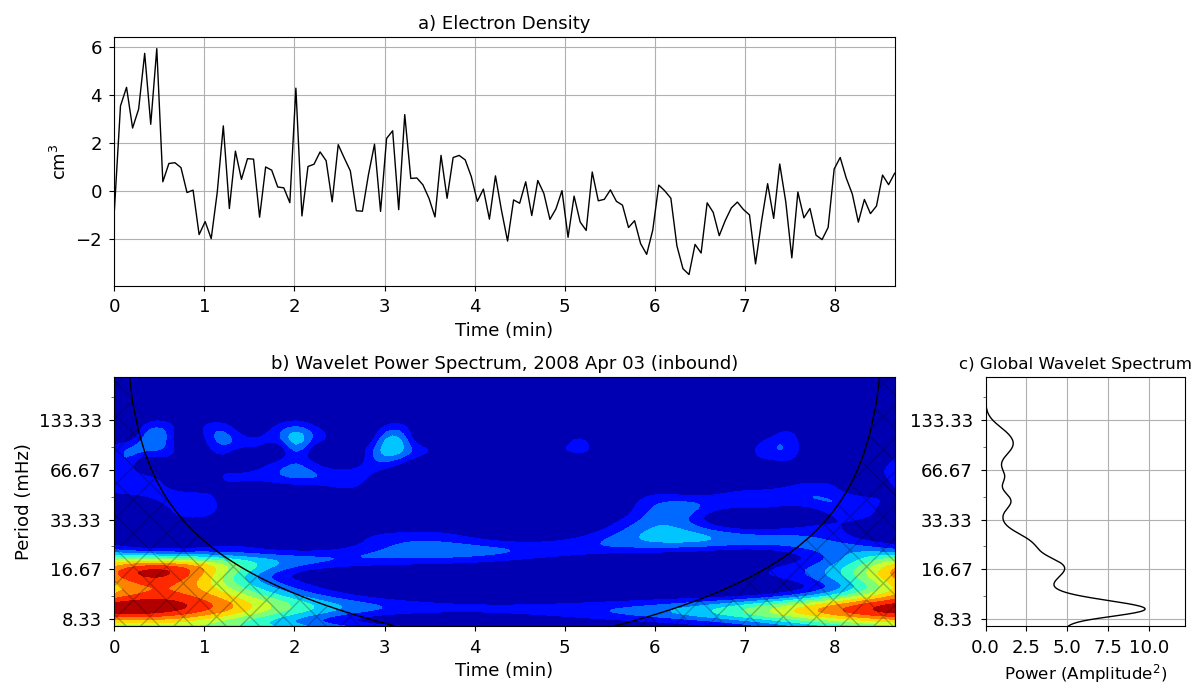 a) Electron Density
cm³
6
4
2
0
−2
0 1 2 3 4 5 6 7 8
Time (min)
b) Wavelet Power Spectrum, 2008 Apr 03 (inbound)
Period (mHz)
133.33
66.67
33.33
16.67
8.33
0 1 2 3 4 5 6 7 8
Time (min)
c) Global Wavelet Spectrum
133.33
66.67
33.33
16.67
8.33
0.0 2.5 5.0 7.5 10.0
Power (Amplitude²)